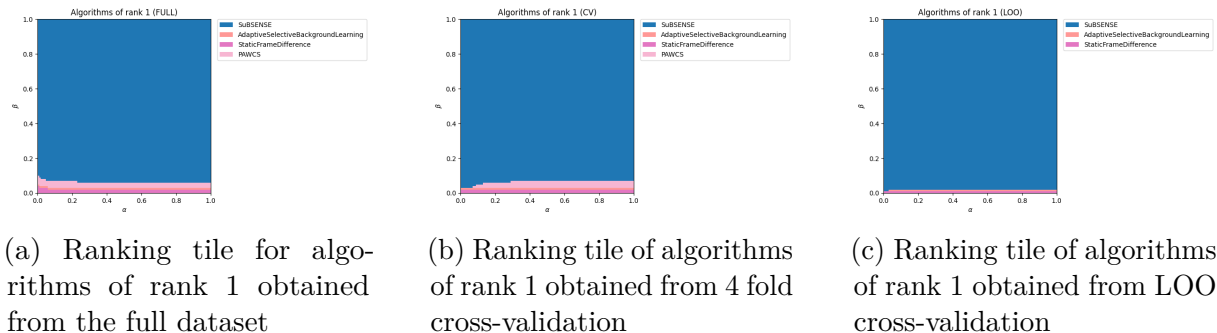 Algorithms of rank 1 (FULL)
1.0
0.8
0.6
0.4
0.2
0.0
β
0.0 0.2 0.4 0.6 0.8 1.0
α
SuBSENSE
AdaptiveSelectiveBackgroundLearning
StaticFrameDifference
PAWCS
(a) Ranking tile for algo-
rithms of rank 1 obtained
from the full dataset
Algorithms of rank 1 (CV)
1.0
0.8
0.6
0.4
0.2
0.0
β
0.0 0.2 0.4 0.6 0.8 1.0
α
SuBSENSE
AdaptiveSelectiveBackgroundLearning
StaticFrameDifference
PAWCS
(b) Ranking tile of algorithms
of rank 1 obtained from 4 fold
cross-validation
Algorithms of rank 1 (LOO)
1.0
0.8
0.6
0.4
0.2
0.0
β
0.0 0.2 0.4 0.6 0.8 1.0
α
SuBSENSE
AdaptiveSelectiveBackgroundLearning
StaticFrameDifference
(c) Ranking tile of algorithms
of rank 1 obtained from LOO
cross-validation